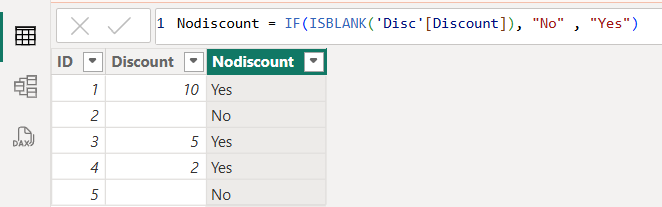 1 Nodiscount = IF(ISBLANK('Disc'[Discount]), "No" , "Yes")
ID Discount Nodiscount
1 10 Yes
2 No
3 5 Yes
4 2 Yes
5 No
DAX